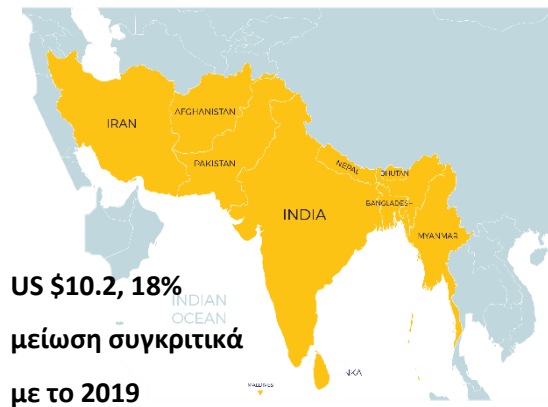 IRAN
AFGHANISTAN
PAKISTAN
NEPAL
BHUTAN
BANGLADESH
INDIA
MYANMAR
US $10.2, 18%
INDIAN
OCEAN
μείωση συγκριτικά
NKA
MALDIVES
με το 2019